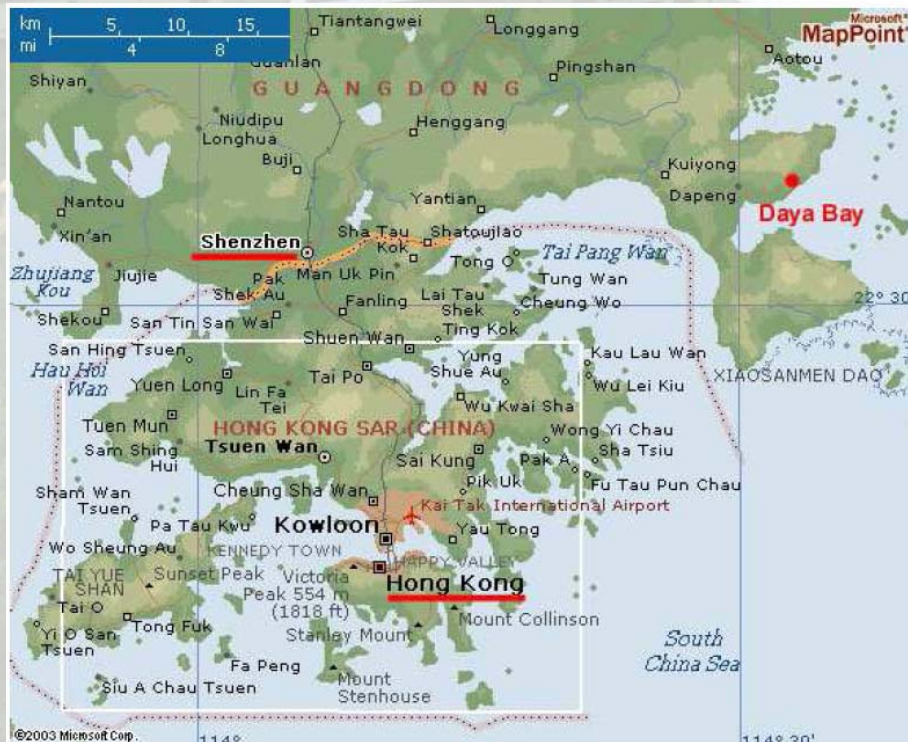 km 5, 10, 15,
mi 4 8
Microsoft®
MapPoint®
Tiantangwei
Longgang
Aotou
Guanlan
Pingshan
Shiyan
GUANGDONG
Niudipu
Longhua
Henggang
Buji
Kuiyong
Dapeng
Daya Bay
Nantou
Yantian
Xin'an
Shenzhen
Sha Tau
Kok
Shatoujiao
Tai Pang Wan
Zhujiang
Kou
Jiujie
Pak
Shek Au
Man Uk Pin
Tong O
Tung Wan
Lai Tau
Shek
Cheung Wo
Fanling
22° 30
Shekou
San Tin San Wai
Ting Kok
Shuen Wan
San Hing Tsuen
Hau Hoi
Wan
Yung
Shue Au
Kau Lau Wan
XIAOSANMEN DAO
Yuen Long
Lin Fa
Tei
Tai Po
Wu Lei Kiu
Wu Kwai Sha
Tuen Mun
HONG KONG SAR (CHINA)
Wong Yi Chau
Sam Shing
Hui
Tsuen Wan
Sai Kung
Pak A
Sha Tsiu
Fu Tau Pun Chau
Sham Wan
Tsuen
Cheung Sha Wan
Pik Uk
Kai Tak International Airport
Pa Tau Kwu
Kowloon
Yau Tong
Wo Sheung Au
KENNEDY TOWN
HAPPY VALLEY
TAI YUE
SHAN
Sunset Peak
Victoria
Peak 554 m
(1818 ft)
Hong Kong
Tai O
Mount Collinson
Yi O San
Tsuen
Tong Fuk
Stanley Mount
South
China Sea
Fa Peng
Siu A Chau Tsuen
Mount
Stenhouse
©2003 Microsoft Corp.
114°
114° 30'